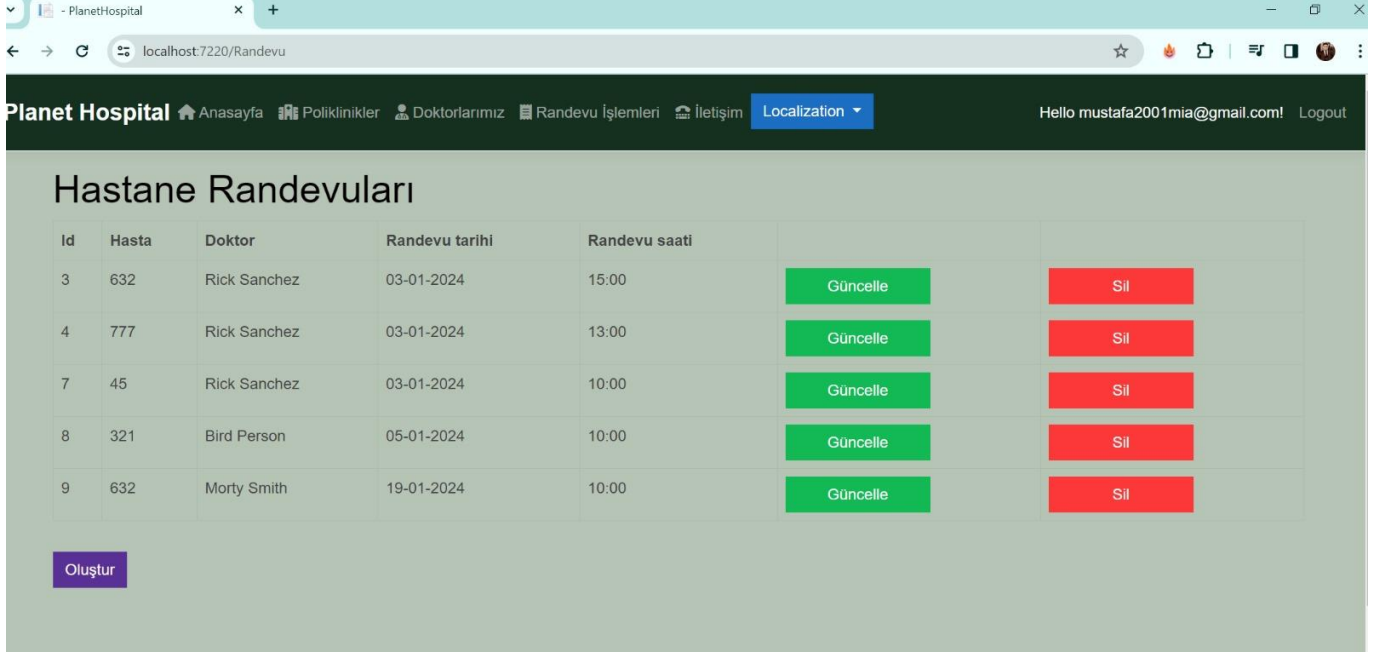 - PlanetHospital
localhost:7220/Randevu
Planet Hospital Anasayfa Poliklinikler Doktorlarımız Randevu İşlemleri İletişim Localization Hello mustafa2001mia@gmail.com! Logout
Hastane Randevuları
Id Hasta Doktor Randevu tarihi Randevu saati
3 632 Rick Sanchez 03-01-2024 15:00 Güncelle Sil
4 777 Rick Sanchez 03-01-2024 13:00 Güncelle Sil
7 45 Rick Sanchez 03-01-2024 10:00 Güncelle Sil
8 321 Bird Person 05-01-2024 10:00 Güncelle Sil
9 632 Morty Smith 19-01-2024 10:00 Güncelle Sil
Oluştur